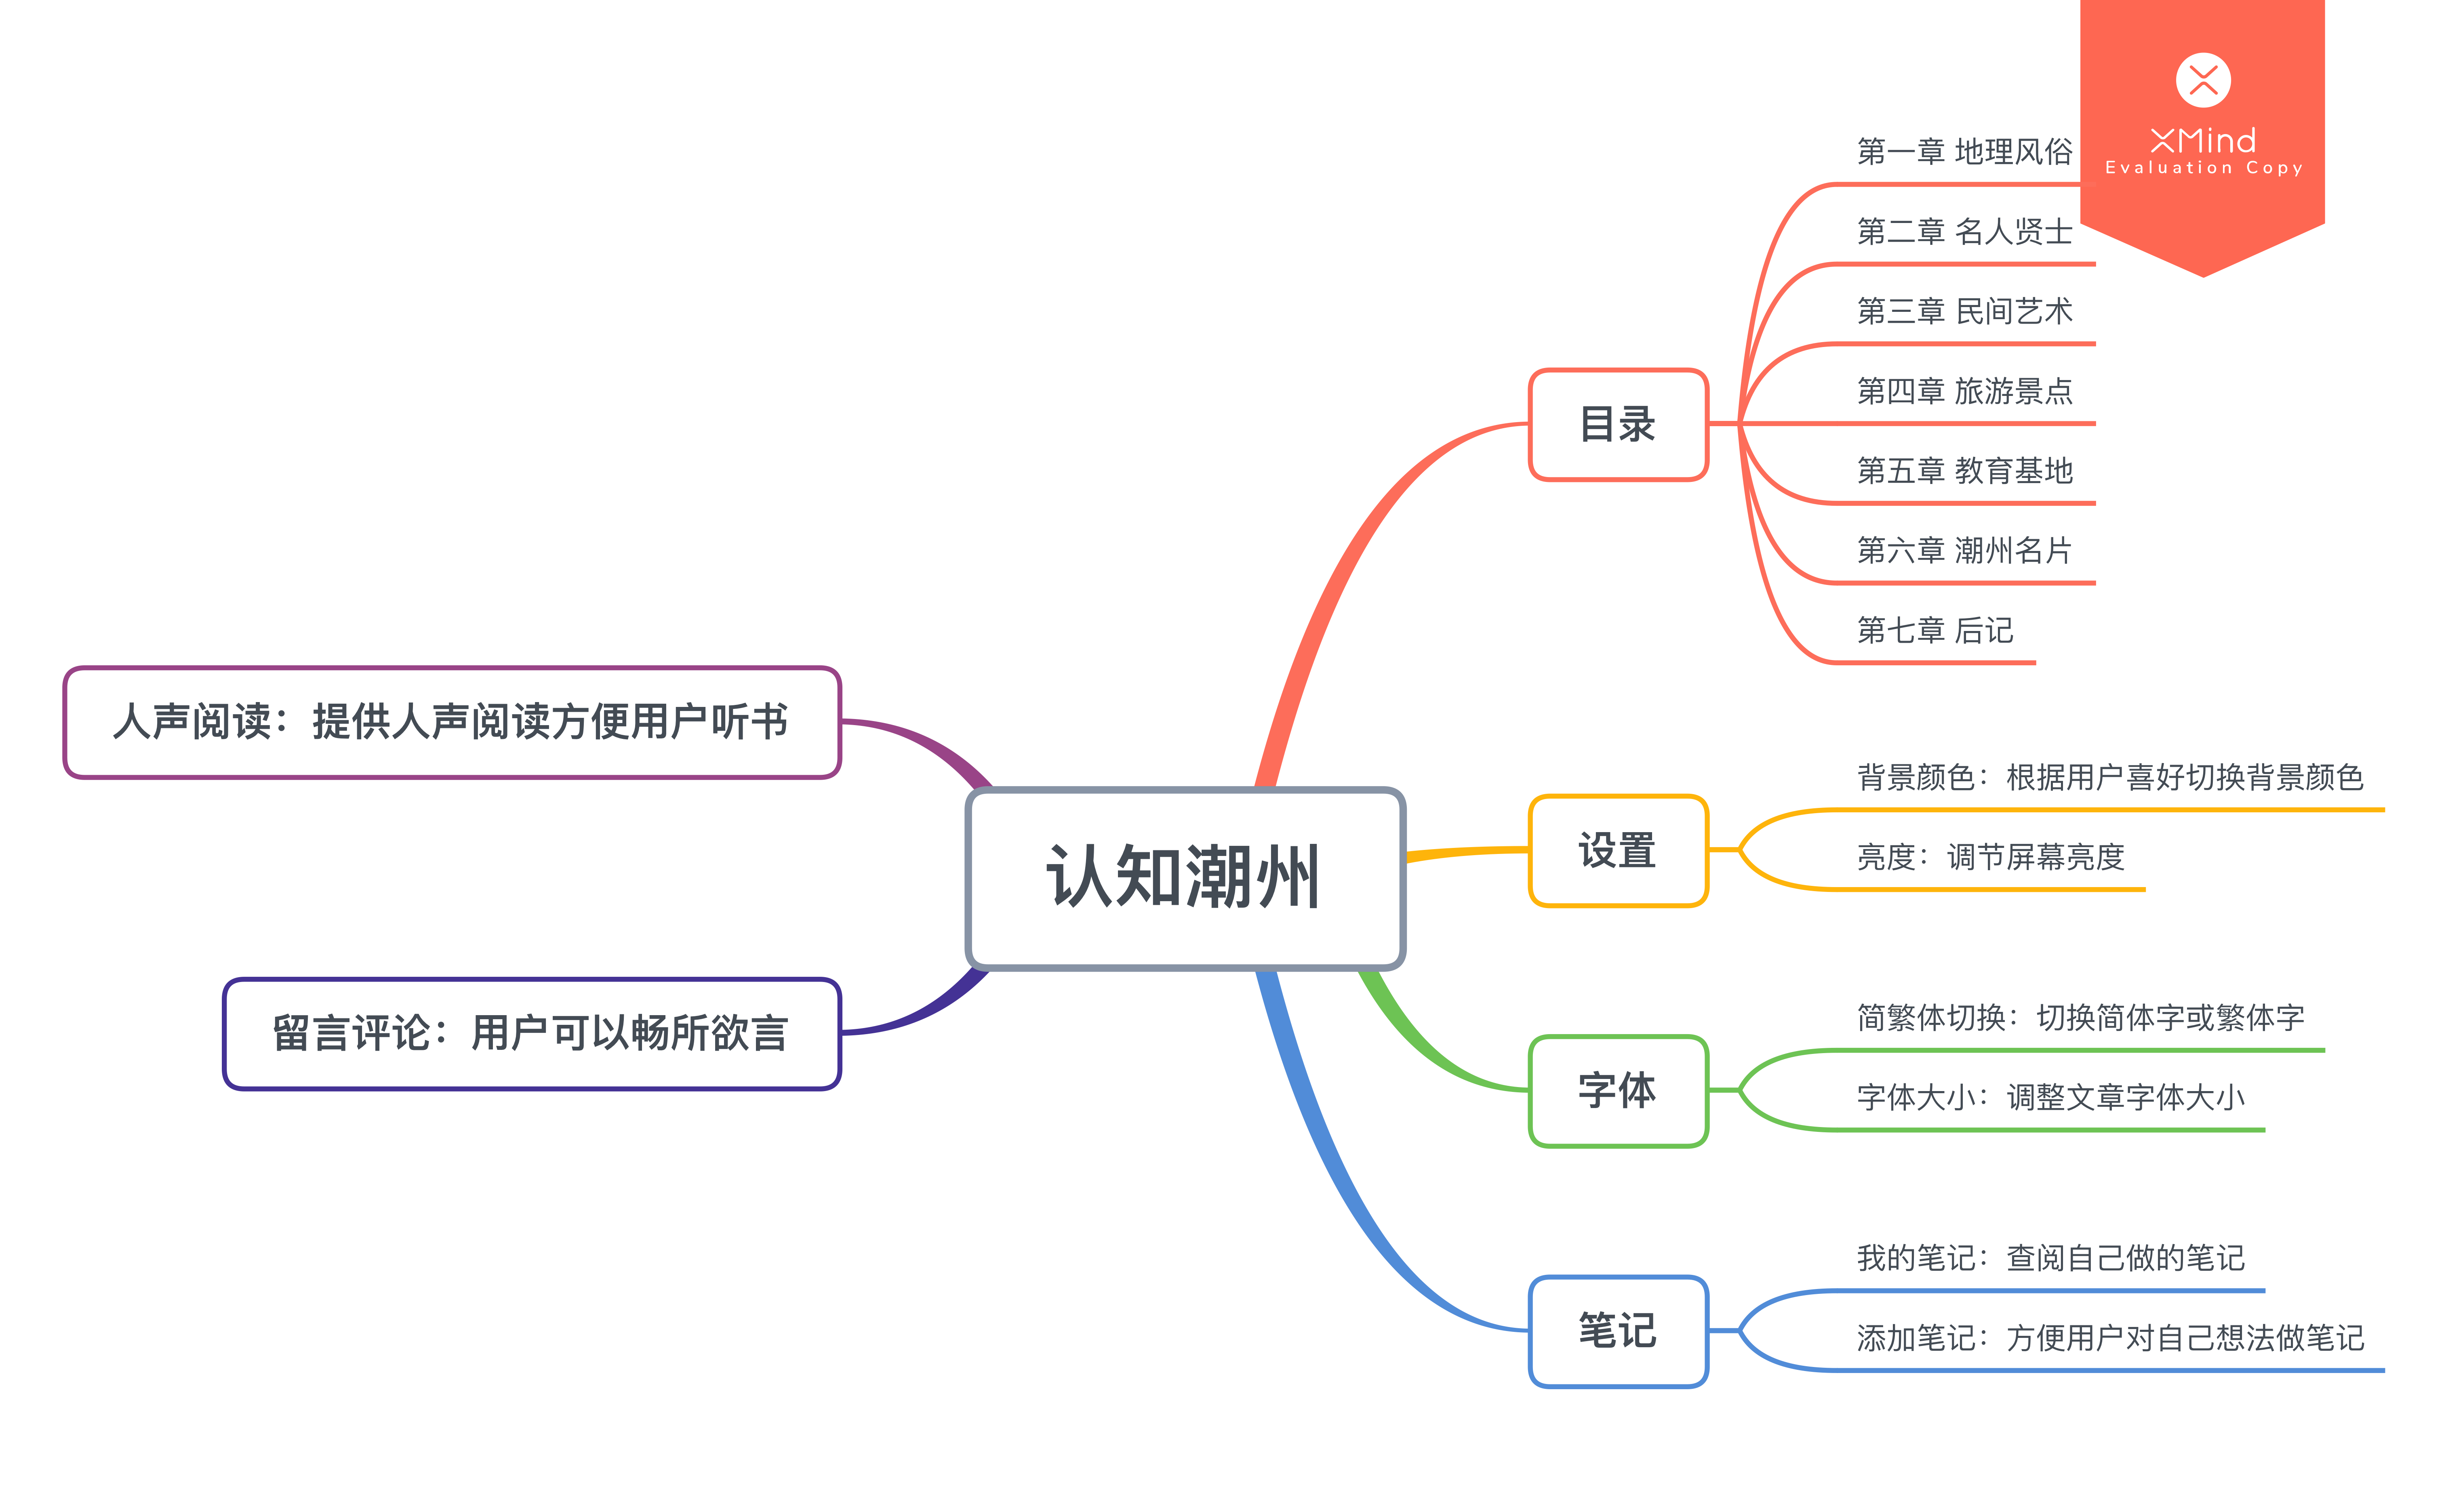 XMind
Evaluation Copy
认知潮州
目录
第一章 地理风俗
第二章 名人贤士
第三章 民间艺术
第四章 旅游景点
第五章 教育基地
第六章 潮州名片
第七章 后记
设置
背景颜色：根据用户喜好切换背景颜色
亮度：调节屏幕亮度
字体
简繁体切换：切换简体字或繁体字
字体大小：调整文章字体大小
笔记
我的笔记：查阅自己做的笔记
添加笔记：方便用户对自己想法做笔记
人声阅读：提供人声阅读方便用户听书
留言评论：用户可以畅所欲言